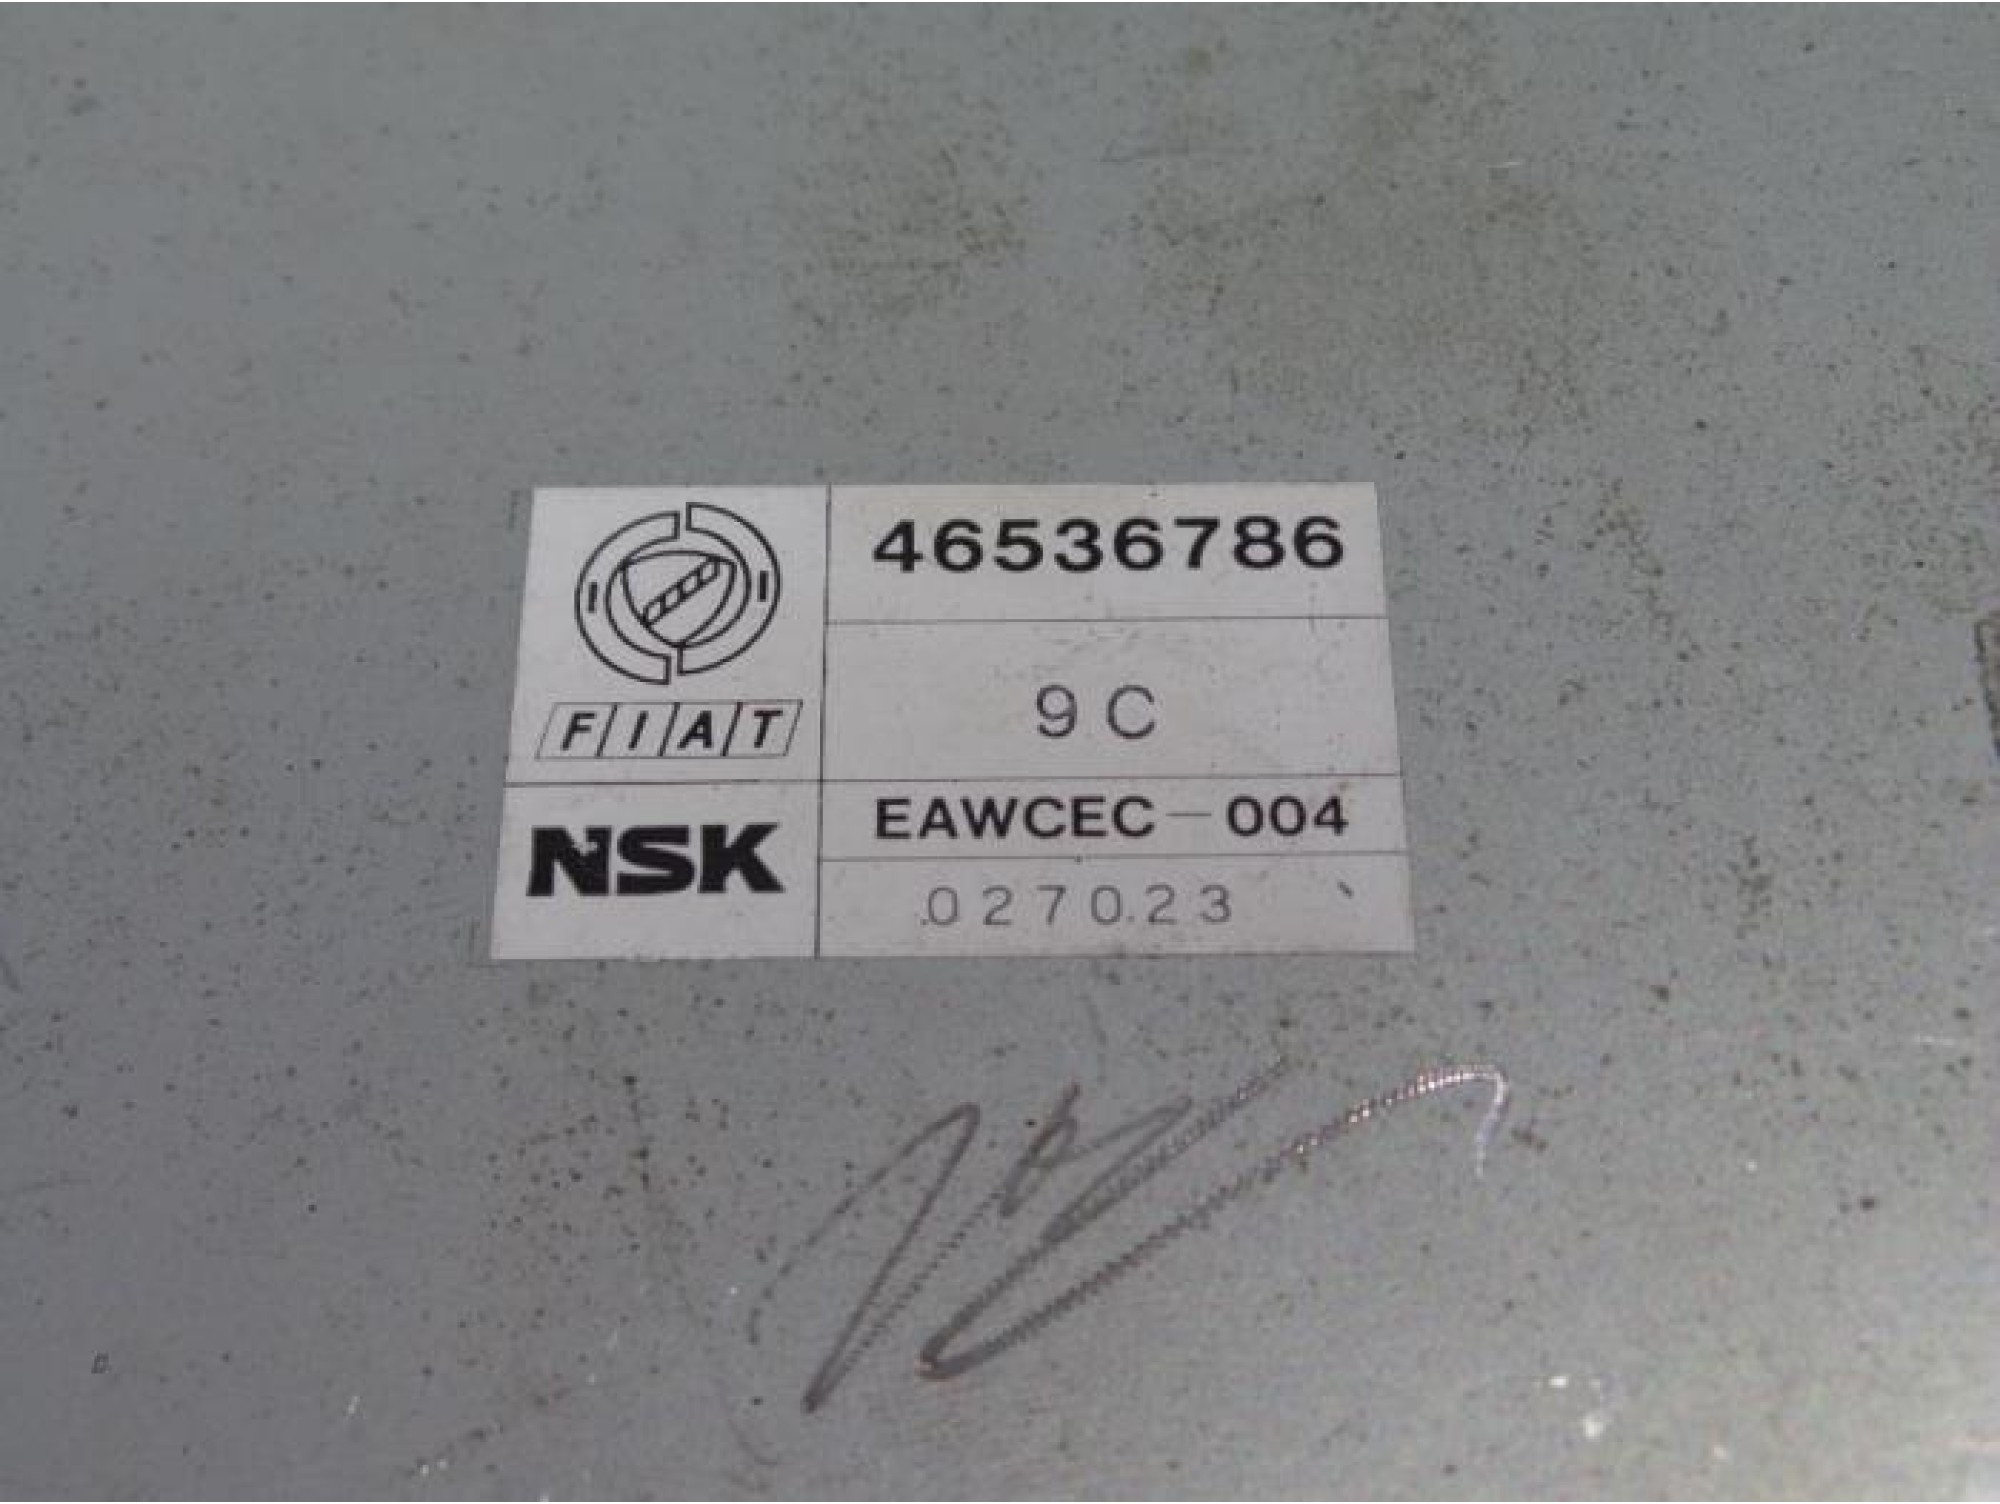 46536786
9C
FIAT
EAWCEC-004
NSK
027023